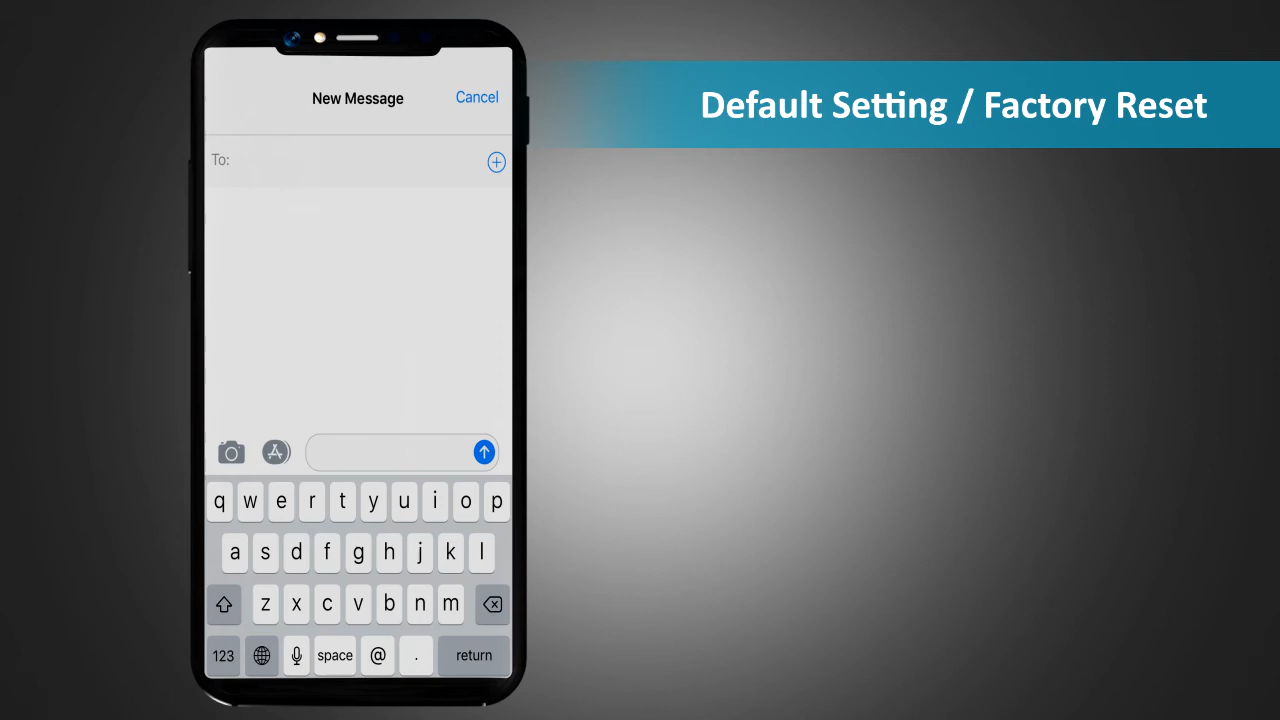 New Message
Cancel
Default Setting / Factory Reset
To:
q w e r t y u i o p
a s d f g h j k l
z x c v b n m
123 space @ . return